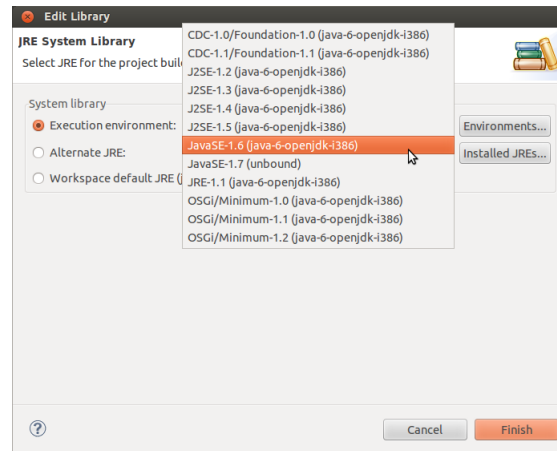 Edit Library
JRE System Library
Select JRE for the project buil
System library
Execution environment:
Alternate JRE:
Workspace default JRE (j
CDC-1.0/Foundation-1.0 (java-6-openjdk-i386)
CDC-1.1/Foundation-1.1 (java-6-openjdk-i386)
J2SE-1.2 (java-6-openjdk-i386)
J2SE-1.3 (java-6-openjdk-i386)
J2SE-1.4 (java-6-openjdk-i386)
J2SE-1.5 (java-6-openjdk-i386)
JavaSE-1.6 (java-6-openjdk-i386)
JavaSE-1.7 (unbound)
JRE-1.1 (java-6-openjdk-i386)
OSGi/Minimum-1.0 (java-6-openjdk-i386)
OSGi/Minimum-1.1 (java-6-openjdk-i386)
OSGi/Minimum-1.2 (java-6-openjdk-i386)
Environments...
Installed JREs...
?
Cancel
Finish